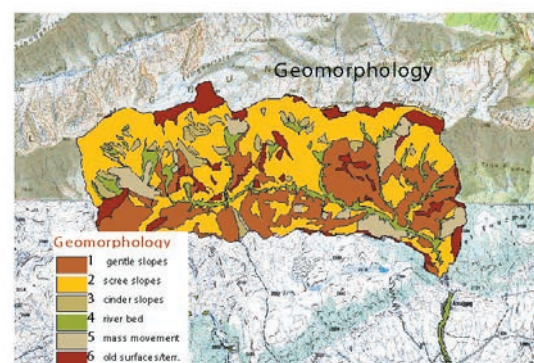 Geomorphology
Geomorphology
1 gentle slopes
2 scree slopes
3 cinder slopes
4 river bed
5 mass movement
6 old surfaces/terr.